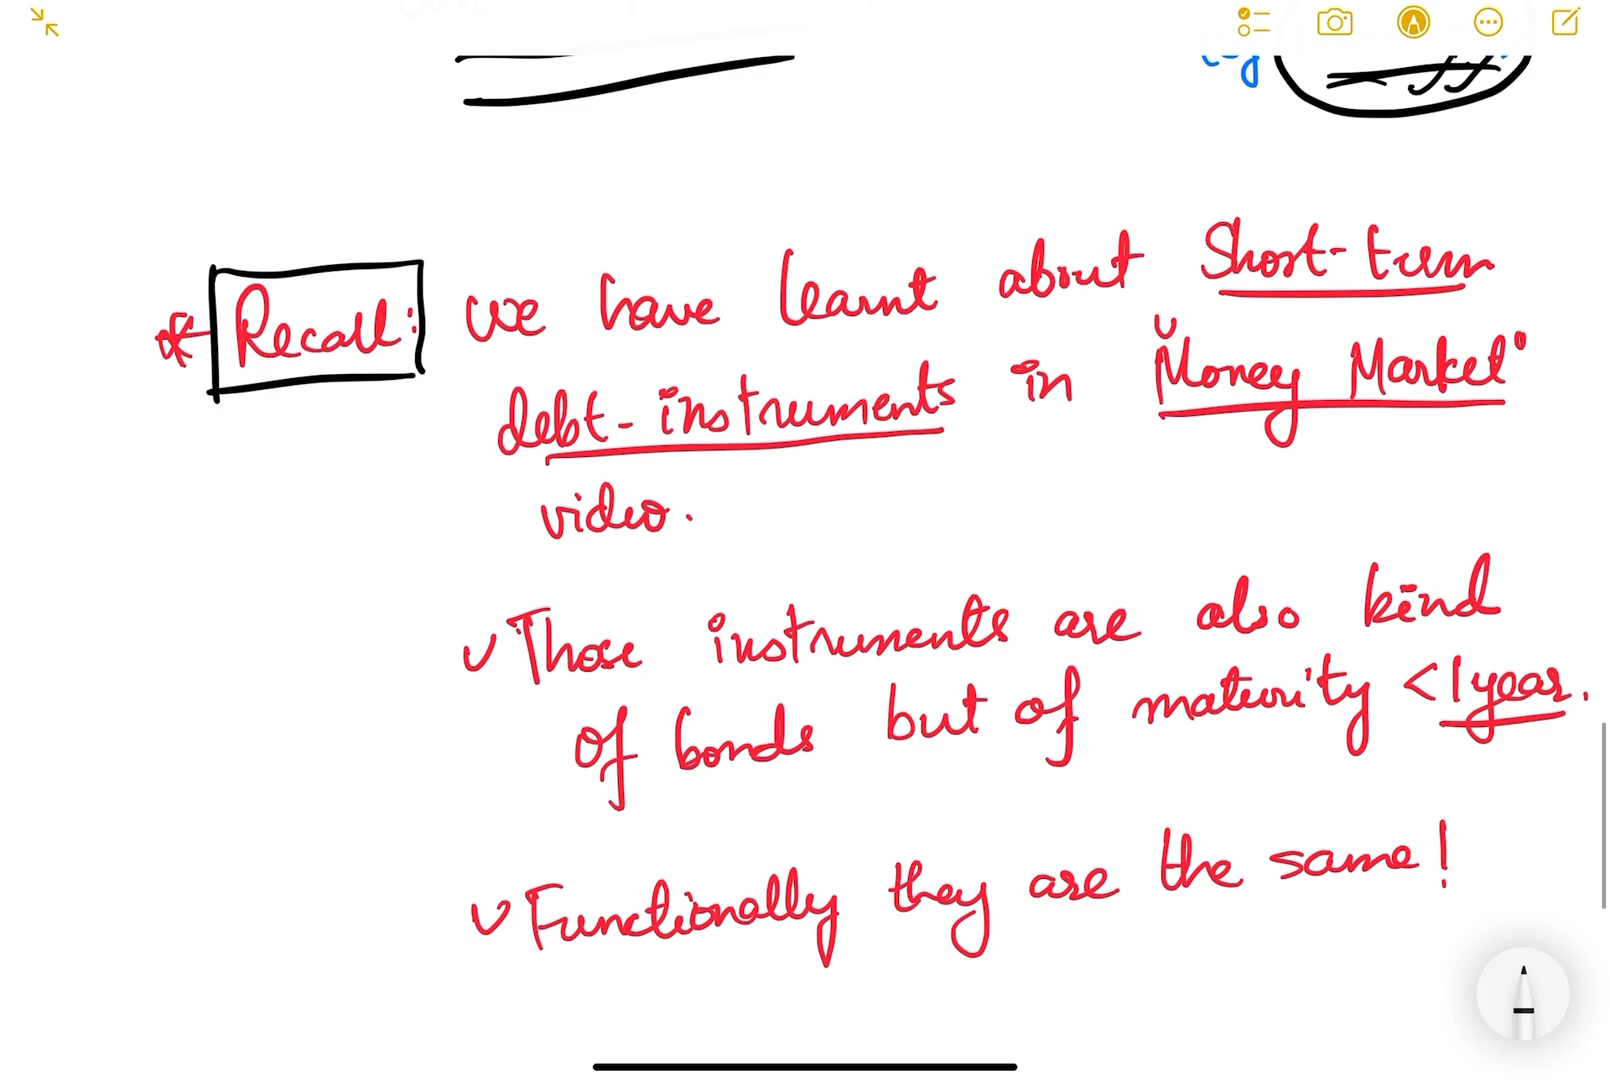 Recall: we have learnt about Short-term
debt-instruments in "Money Market"
video.
Those instruments are also kind
of bonds but of maturity < 1 year.
Functionally they are the same!